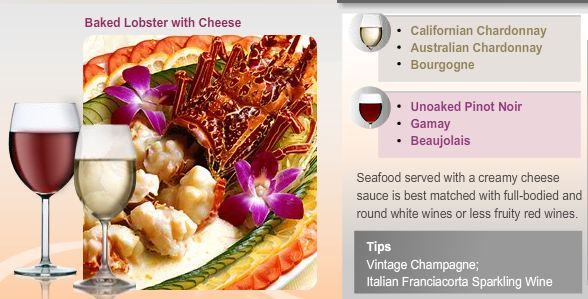 Baked Lobster with Cheese
• Californian Chardonnay
• Australian Chardonnay
• Bourgogne
• Unoaked Pinot Noir
• Gamay
• Beaujolais
Seafood served with a creamy cheese
sauce is best matched with full-bodied and
round white wines or less fruity red wines.
Tips
Vintage Champagne;
Italian Franciacorta Sparkling Wine